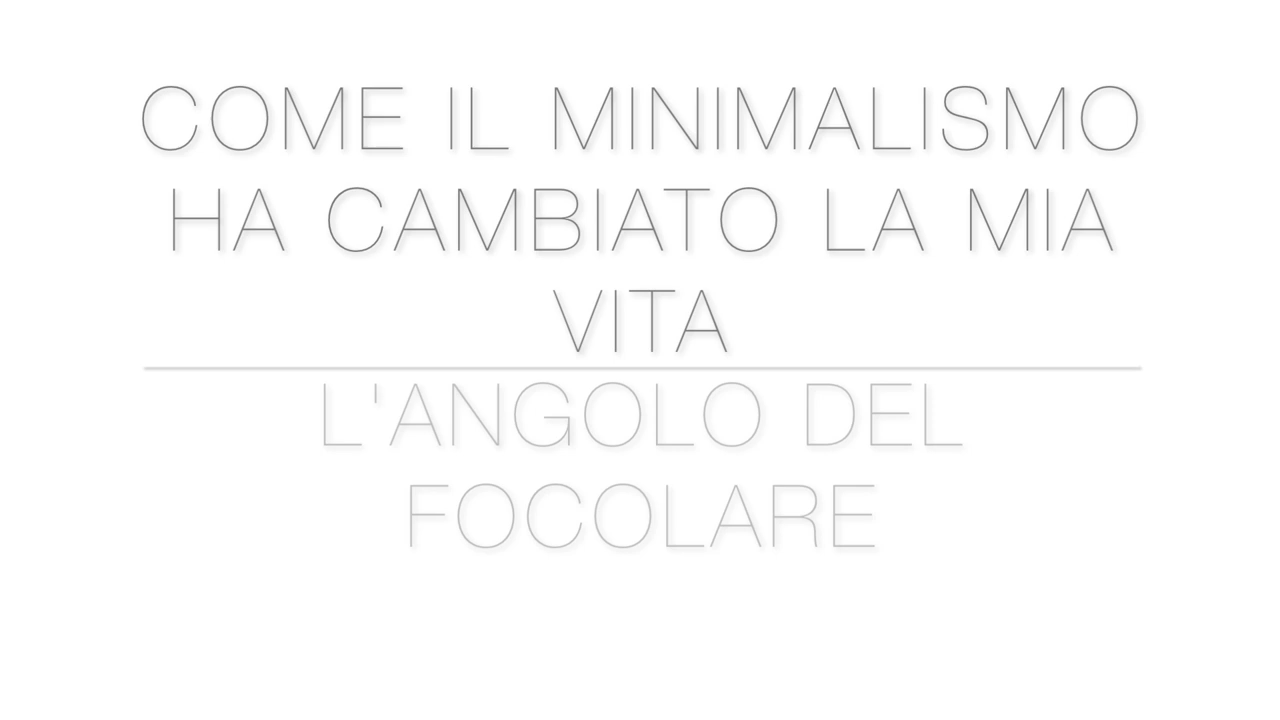 COME IL MINIMALISMO
HA CAMBIATO LA MIA
VITA
L'ANGOLO DEL
FOCOLARE